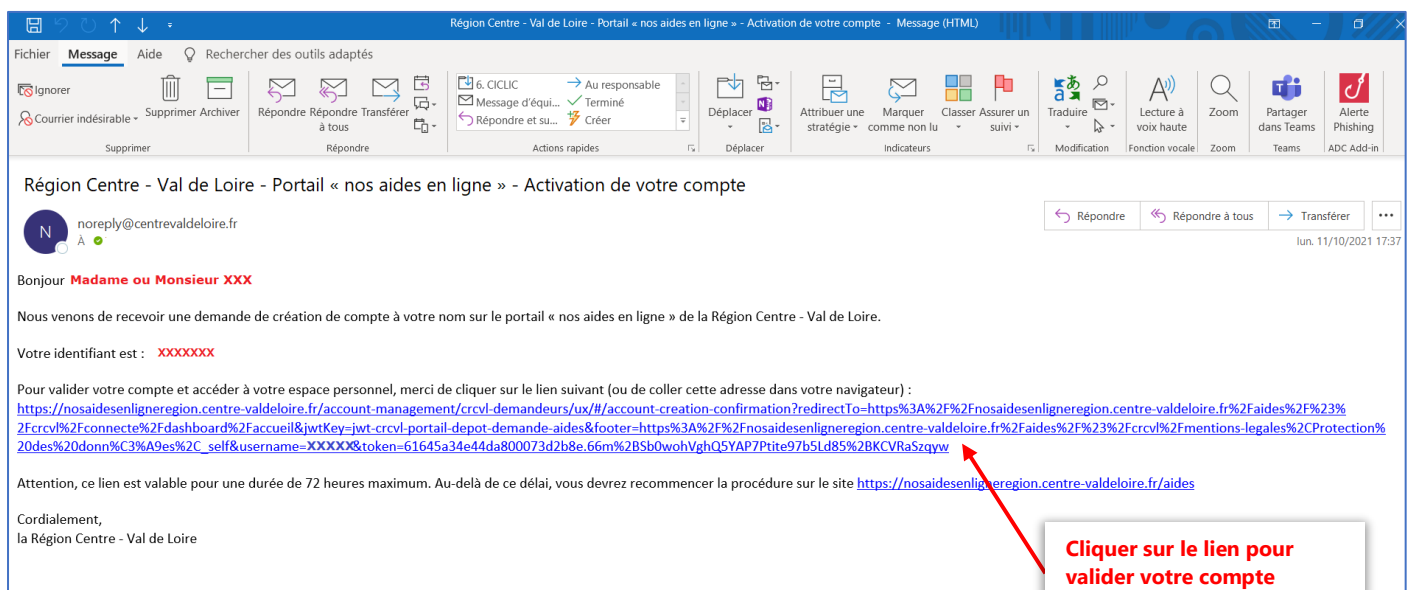 Région Centre - Val de Loire - Portail « nos aides en ligne » - Activation de votre compte - Message (HTML)
Fichier Message Aide Rechercher des outils adaptés
Ignorer
Courrier indésirable
Supprimer Archiver
Répondre Répondre à tous Transférer
6. CICLIC Au responsable
Message d'équi... Terminé
Répondre et su... Créer
Déplacer
Attribuer une stratégie Marquer comme non lu Classer Assurer un suivi
Traduire
Lecture à voix haute
Zoom
Partager dans Teams
Alerte Phishing
Supprimer Répondre Actions rapides Déplacer Indicateurs Modification Fonction vocale Zoom Teams ADC Add-in
Région Centre - Val de Loire - Portail « nos aides en ligne » - Activation de votre compte
N
noreply@centrevaldeloire.fr
À
Répondre Répondre à tous Transférer
lun. 11/10/2021 17:37
Bonjour Madame ou Monsieur XXX
Nous venons de recevoir une demande de création de compte à votre nom sur le portail « nos aides en ligne » de la Région Centre - Val de Loire.
Votre identifiant est : XXXXXXX
Pour valider votre compte et accéder à votre espace personnel, merci de cliquer sur le lien suivant (ou de coller cette adresse dans votre navigateur) :
https://nosaidesenligneregion.centre-valdeloire.fr/account-management/crcvl-demandeurs/ux/#/account-creation-confirmation?redirectTo=https%3A%2F%2Fnosaidesenligneregion.centre-valdeloire.fr%2Faides%2F%23%
2Fcrcvl%2Fconnecte%2Fdashboard%2Faccueil&jwtKey=jwt-crcvl-portail-depot-demande-aides&footer=https%3A%2F%2Fnosaidesenligneregion.centre-valdeloire.fr%2Faides%2F%23%2Fcrcvl%2Fmentions-legales%2CProtection%
20des%20donn%C3%A9es%2C_self&username=XXXXX&token=61645a34e44da800073d2b8e.66m%2BSb0wohVghQ5YAP7Ptite97b5Ld85%2BKCVRaSzqyw
Attention, ce lien est valable pour une durée de 72 heures maximum. Au-delà de ce délai, vous devrez recommencer la procédure sur le site https://nosaidesenligneregion.centre-valdeloire.fr/aides
Cordialement,
la Région Centre - Val de Loire
Cliquer sur le lien pour
valider votre compte